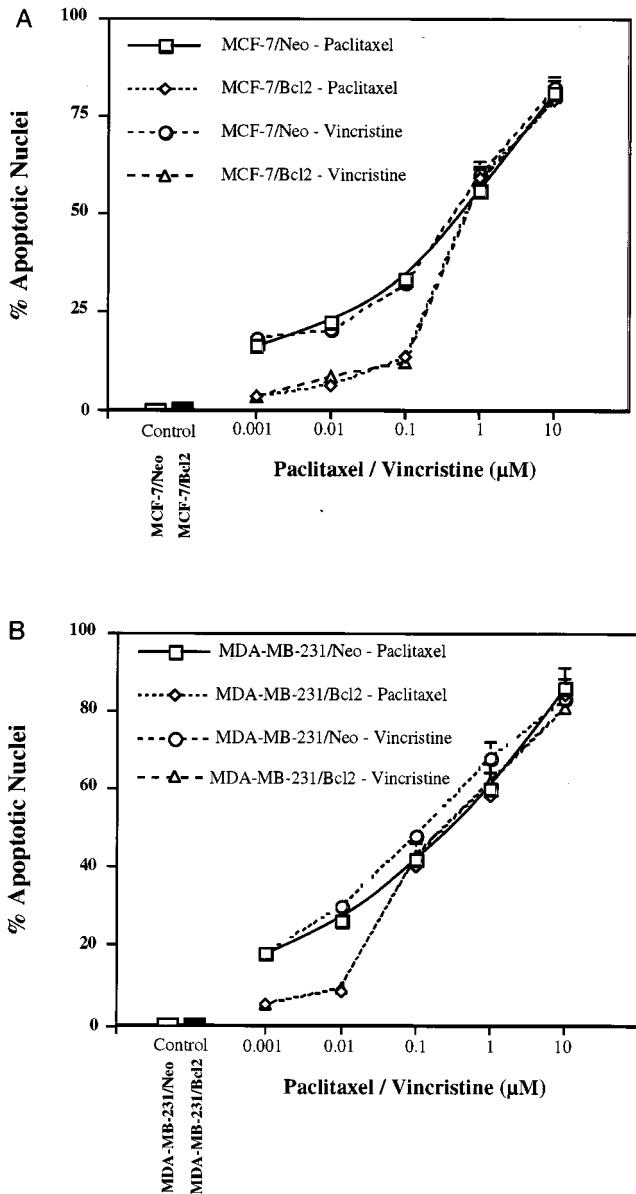 A
100
75
50
25
0
% Apoptotic Nuclei
MCF-7/Neo - Paclitaxel
MCF-7/Bcl2 - Paclitaxel
MCF-7/Neo - Vincristine
MCF-7/Bcl2 - Vincristine
Control
0.001 0.01 0.1 1 10
MCF-7/Neo
MCF-7/Bcl2
Paclitaxel / Vincristine (µM)
B
100
80
60
40
20
0
% Apoptotic Nuclei
MDA-MB-231/Neo - Paclitaxel
MDA-MB-231/Bcl2 - Paclitaxel
MDA-MB-231/Neo - Vincristine
MDA-MB-231/Bcl2 - Vincristine
Control
0.001 0.01 0.1 1 10
MDA-MB-231/Neo
MDA-MB-231/Bcl2
Paclitaxel / Vincristine (µM)